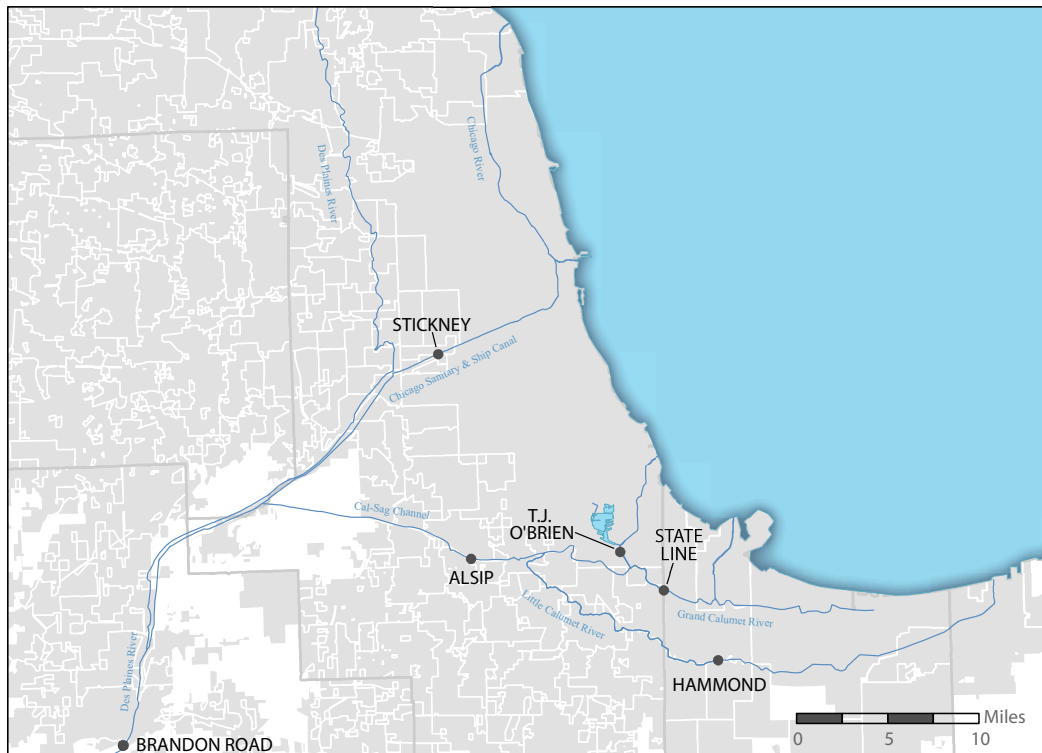 Des Plaines River
Chicago River
STICKNEY
Chicago Sanitary & Ship Canal
Cal-Sag Channel
T.J.
O'BRIEN
STATE
LINE
ALSIP
Little Calumet River
Grand Calumet River
HAMMOND
Des Plaines River
BRANDON ROAD
Miles
0 5 10